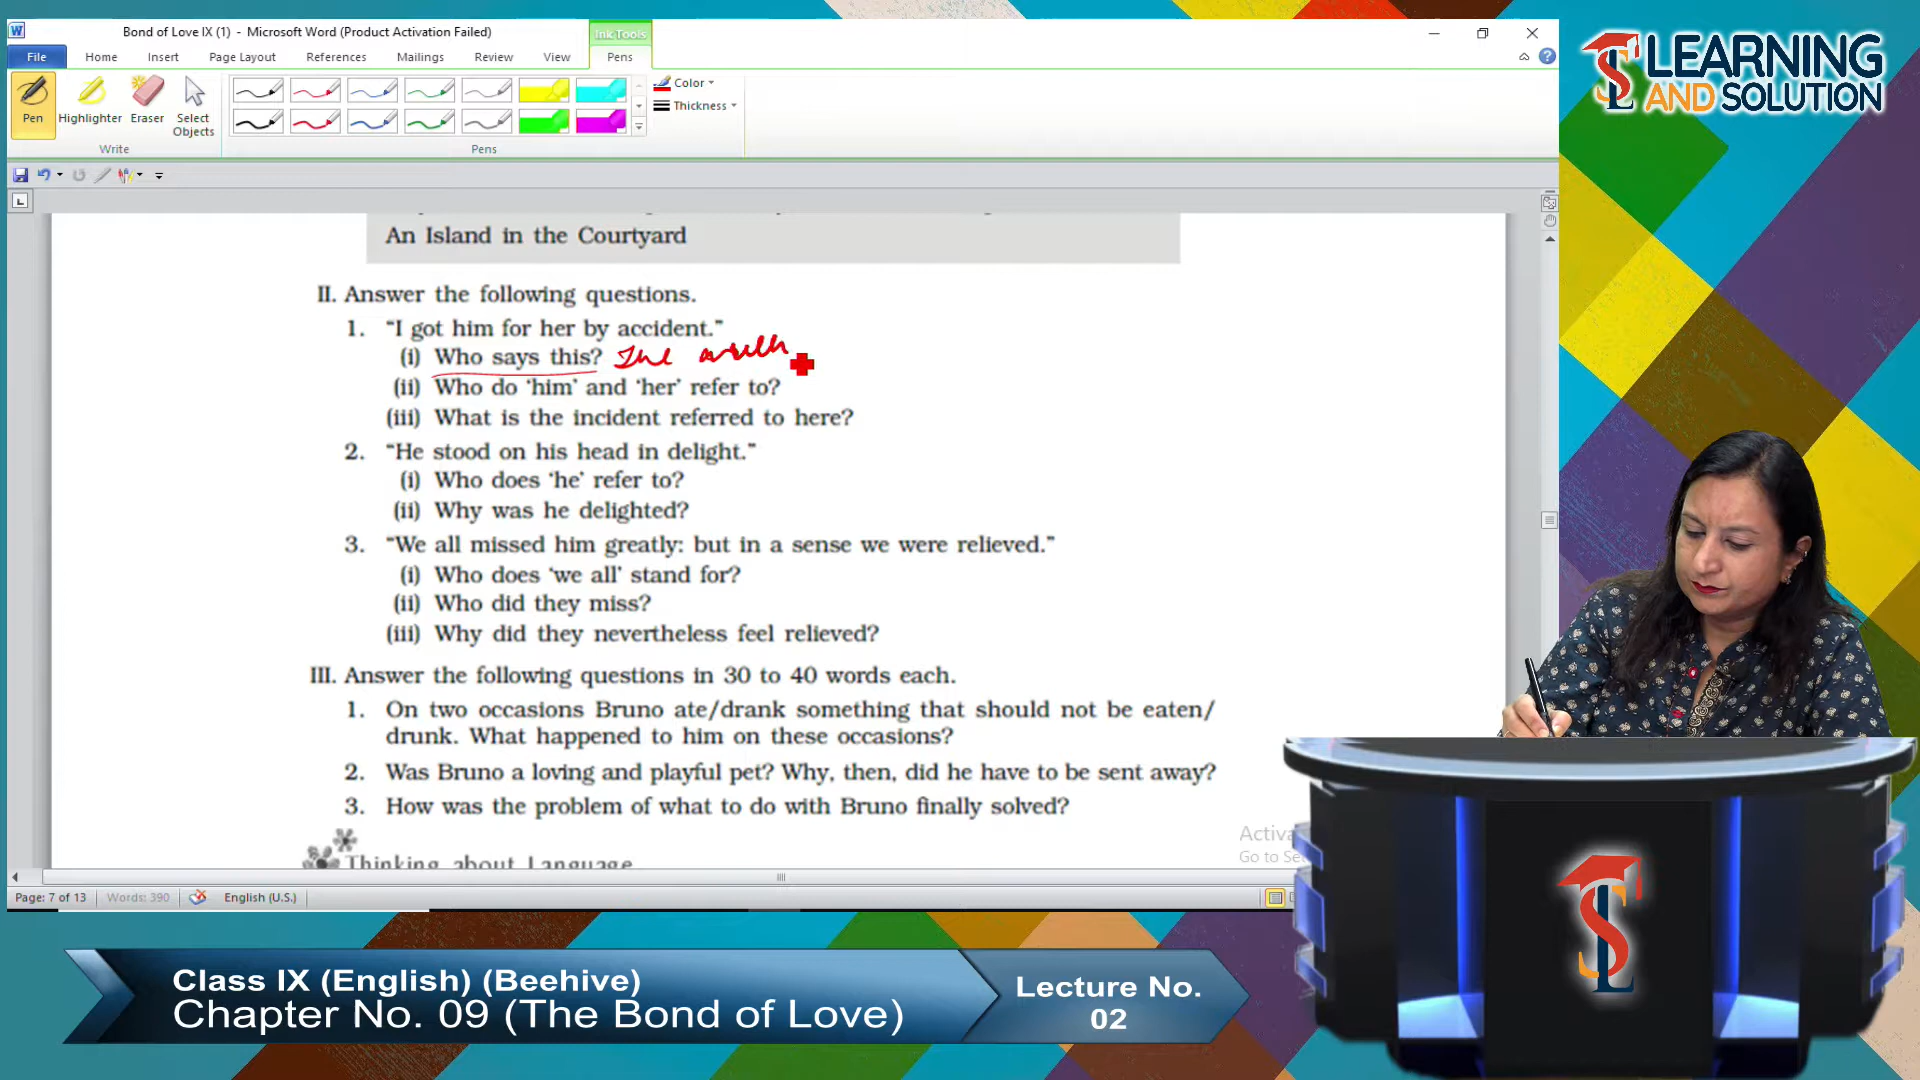 Bond of Love IX (1) - Microsoft Word (Product Activation Failed)
Ink Tools
File Home Insert Page Layout References Mailings Review View Pens
Pen Highlighter Eraser Select Objects
Color
Thickness
Write Pens
LEARNING
AND SOLUTION
An Island in the Courtyard
II. Answer the following questions.
1. “I got him for her by accident.”
(i) Who says this? The
(ii) Who do ‘him’ and ‘her’ refer to?
(iii) What is the incident referred to here?
2. “He stood on his head in delight.”
(i) Who does ‘he’ refer to?
(ii) Why was he delighted?
3. “We all missed him greatly: but in a sense we were relieved.”
(i) Who does ‘we all’ stand for?
(ii) Who did they miss?
(iii) Why did they nevertheless feel relieved?
III. Answer the following questions in 30 to 40 words each.
1. On two occasions Bruno ate/drank something that should not be eaten/
drunk. What happened to him on these occasions?
2. Was Bruno a loving and playful pet? Why, then, did he have to be sent away?
3. How was the problem of what to do with Bruno finally solved?
Thinking about Language
Page: 7 of 13 Words: 390 English (U.S.)
Class IX (English) (Beehive)
Chapter No. 09 (The Bond of Love)
Lecture No.
02